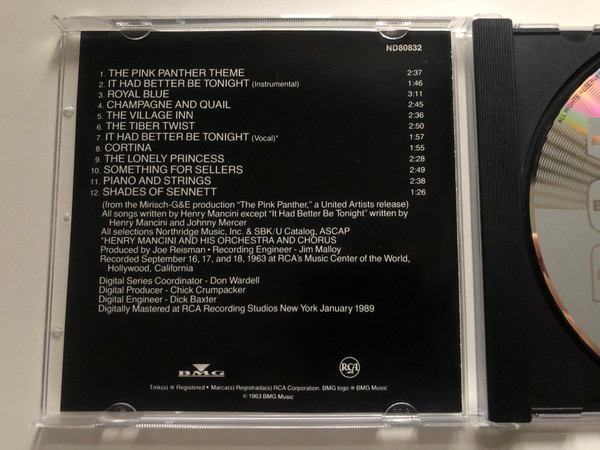 ND80832
1. THE PINK PANTHER THEME 2:37
2. IT HAD BETTER BE TONIGHT (Instrumental) 1:46
3. ROYAL BLUE 3:11
4. CHAMPAGNE AND QUAIL 2:45
5. THE VILLAGE INN 2:36
6. THE TIBER TWIST 2:50
7. IT HAD BETTER BE TONIGHT (Vocal)* 1:57
8. CORTINA 1:55
9. THE LONELY PRINCESS 2:28
10. SOMETHING FOR SELLERS 2:49
11. PIANO AND STRINGS 2:38
12. SHADES OF SENNETT 1:26
(from the Mirisch-G&E production "The Pink Panther," a United Artists release)
All songs written by Henry Mancini except "It Had Better Be Tonight" written by
Henry Mancini and Johnny Mercer
All selections Northridge Music, Inc. & SBK/U Catalog, ASCAP
*HENRY MANCINI AND HIS ORCHESTRA AND CHORUS
Produced by Joe Reisman • Recording Engineer - Jim Malloy
Recorded September 16, 17, and 18, 1963 at RCA's Music Center of the World,
Hollywood, California
Digital Series Coordinator - Don Wardell
Digital Producer - Chick Crumpacker
Digital Engineer - Dick Baxter
Digitally Mastered at RCA Recording Studios New York January 1989
BMG
RCA
Tmk(s) ® Registered • Marca(s) Registrada(s) RCA Corporation. BMG logo ® BMG Music
© 1963 BMG Music
ALL RIGHTS RESERVED